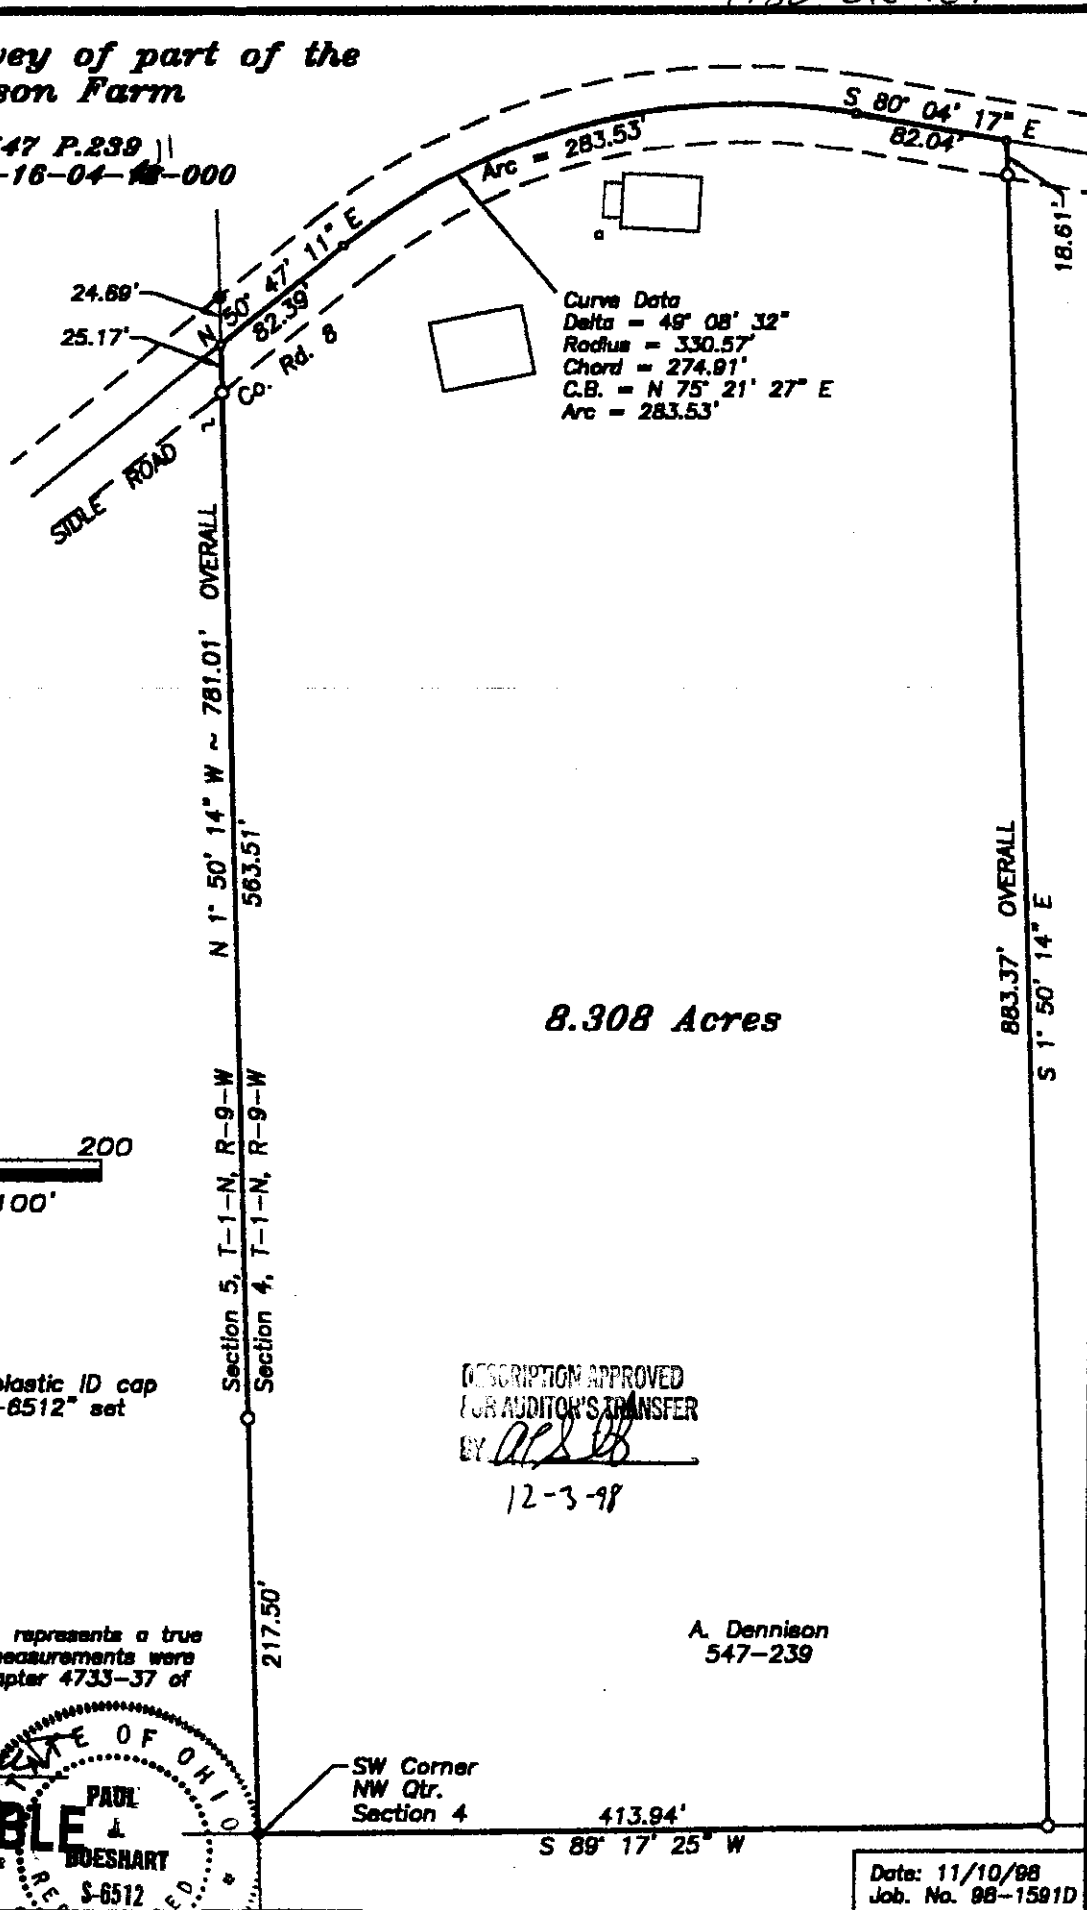 vey of part of the
son Farm
47 P.239
-16-04- -000
S 80° 04' 17" E
82.04'
Arc = 283.53'
18.61'
N 50° 47' 11" E
82.39'
24.69'
25.17'
Co. Rd. 8
SIDLE ROAD
Curve Data
Delta = 49° 08' 32"
Radius = 330.57'
Chord = 274.91'
C.B. = N 75° 21' 27" E
Arc = 283.53'
N 1° 50' 14" W ~ 781.01' OVERALL
563.51'
883.37' OVERALL
S 1° 50' 14" E
8.308 Acres
200
100'
Section 5, T-1-N, R-9-W
Section 4, T-1-N, R-9-W
plastic ID cap
-6512" set
DESCRIPTION APPROVED
FOR AUDITOR'S TRANSFER
BY
12-3-98
217.50'
represents a true
measurements were
apter 4733-37 of
A. Dennison
547-239
STATE OF OHIO
PAUL
J.
BOESHART
S-6512
BLE
SW Corner
NW Qtr.
Section 4
413.94'
S 89° 17' 25" W
Date: 11/10/98
Job. No. 98-1591D